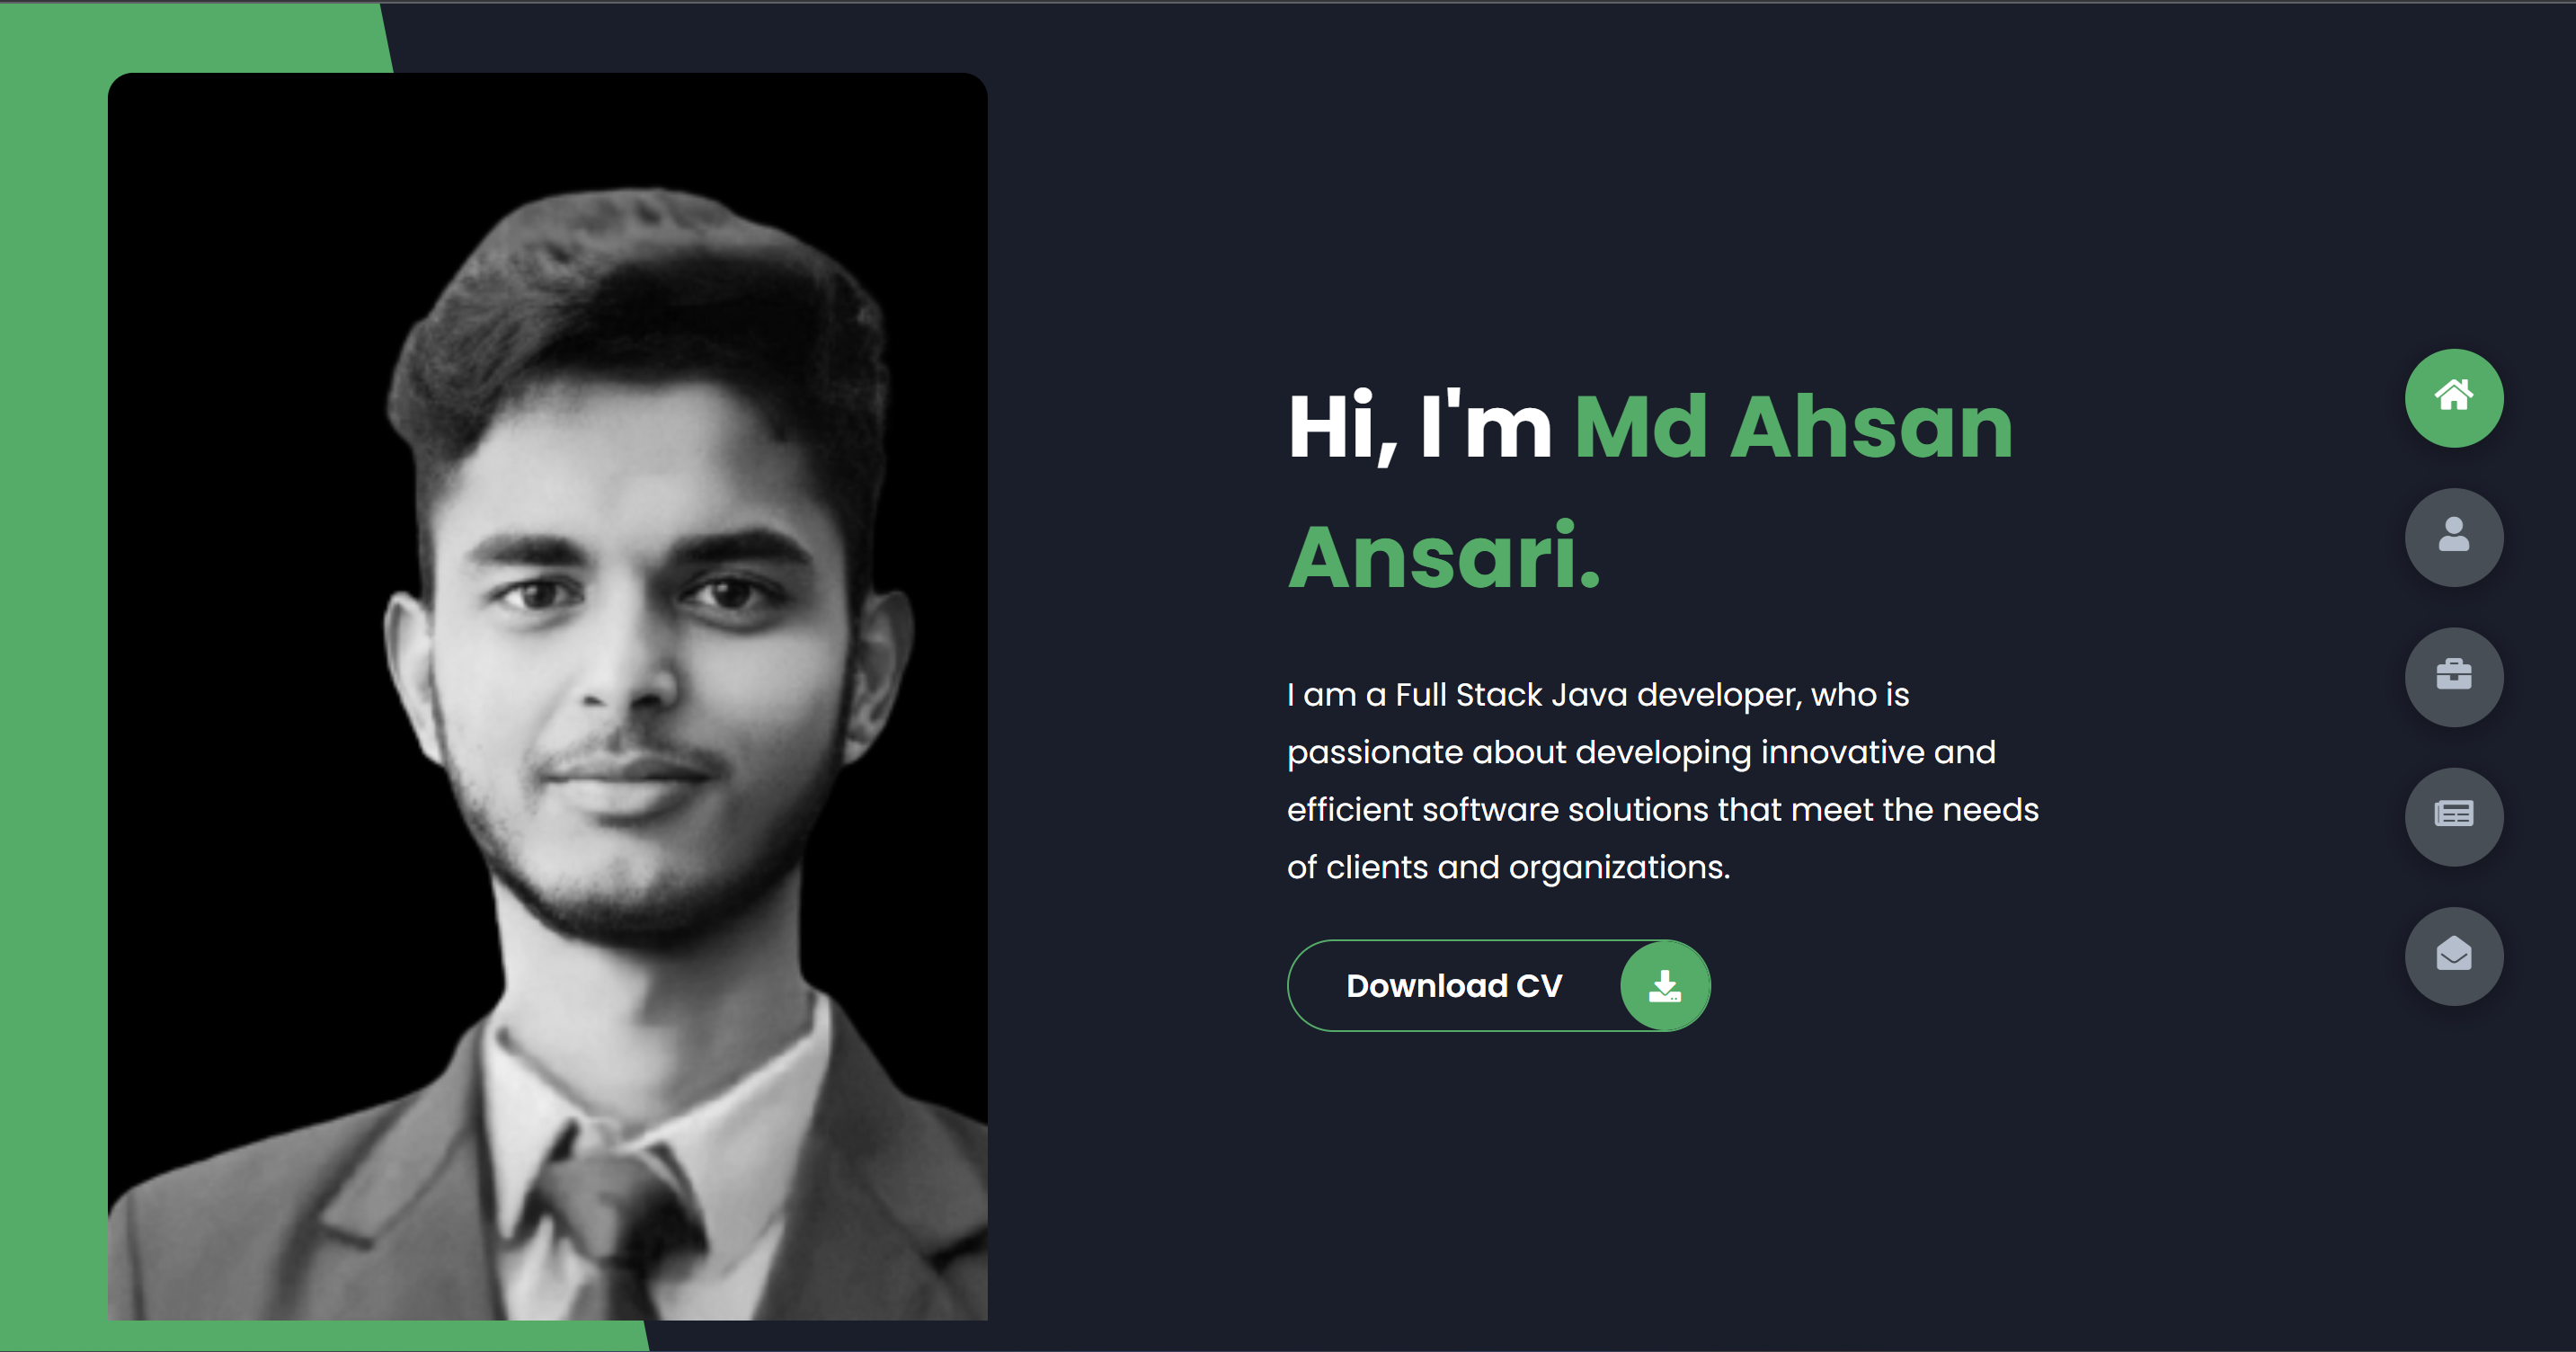 Hi, I'm Md Ahsan
Ansari.
I am a Full Stack Java developer, who is
passionate about developing innovative and
efficient software solutions that meet the needs
of clients and organizations.
Download CV